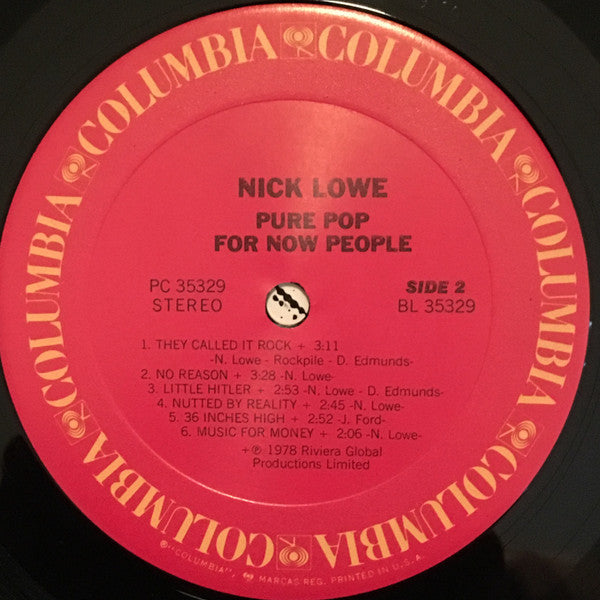 COLUMBIA COLUMBIA COLUMBIA COLUMBIA COLUMBIA COLUMBIA COLUMBIA COLUMBIA
NICK LOWE
PURE POP
FOR NOW PEOPLE
PC 35329
STEREO
SIDE 2
BL 35329
1. THEY CALLED IT ROCK + 3:11
-N. Lowe - Rockpile - D. Edmunds-
2. NO REASON + 3:28 -N. Lowe-
3. LITTLE HITLER + 2:53 -N. Lowe - D. Edmunds-
4. NUTTED BY REALITY + 2:45 -N. Lowe-
5. 36 INCHES HIGH + 2:52 -J. Ford-
6. MUSIC FOR MONEY + 2:06 -N. Lowe-
+ ℗ 1978 Riviera Global
Productions Limited
®"COLUMBIA", MARCAS REG. PRINTED IN U.S.A.